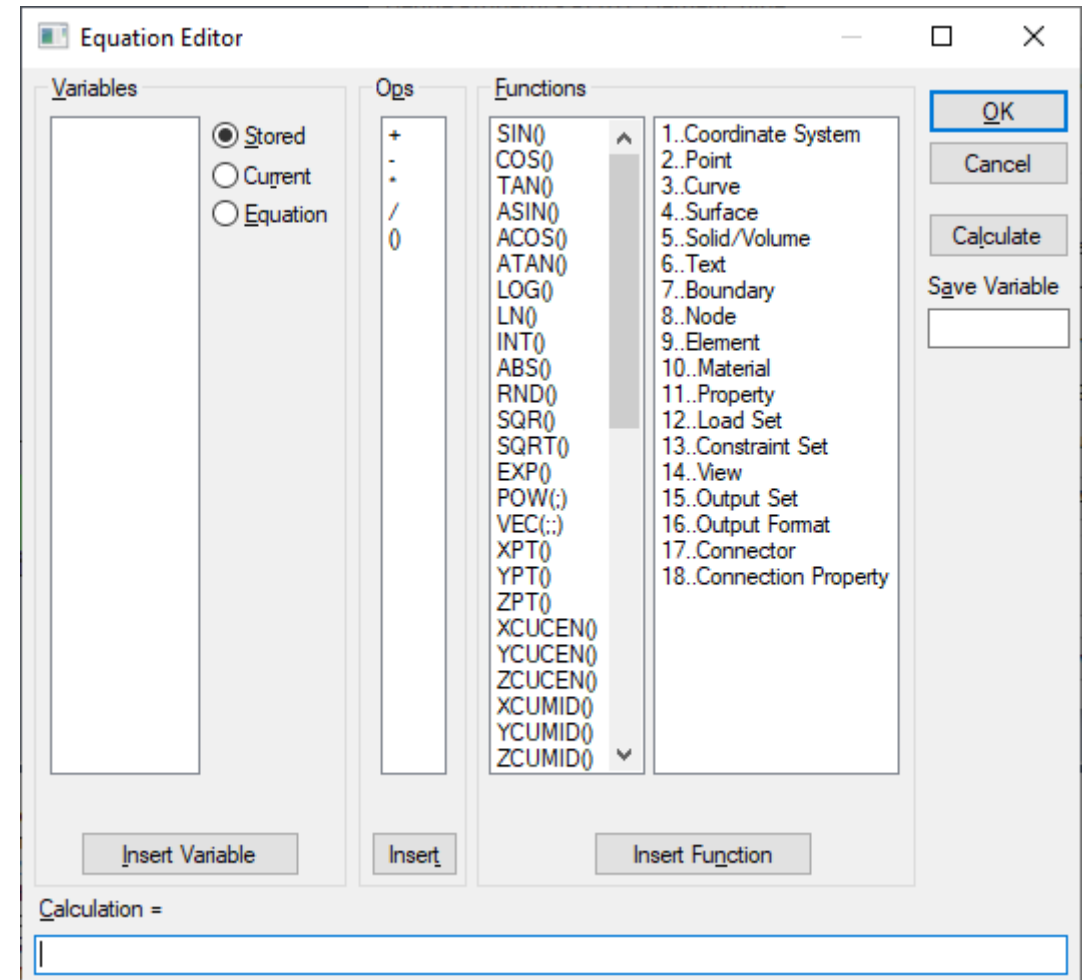 Equation Editor
Variables
Stored
Current
Equation
Insert Variable
Ops
+
-
*
/
()
Insert
Functions
SIN()
COS()
TAN()
ASIN()
ACOS()
ATAN()
LOG()
LN()
INT()
ABS()
RND()
SQR()
SQRT()
EXP()
POW(;)
VEC(;;)
XPT()
YPT()
ZPT()
XCUCEN()
YCUCEN()
ZCUCEN()
XCUMID()
YCUMID()
ZCUMID()
1..Coordinate System
2..Point
3..Curve
4..Surface
5..Solid/Volume
6..Text
7..Boundary
8..Node
9..Element
10..Material
11..Property
12..Load Set
13..Constraint Set
14..View
15..Output Set
16..Output Format
17..Connector
18..Connection Property
Insert Function
OK
Cancel
Calculate
Save Variable
Calculation =